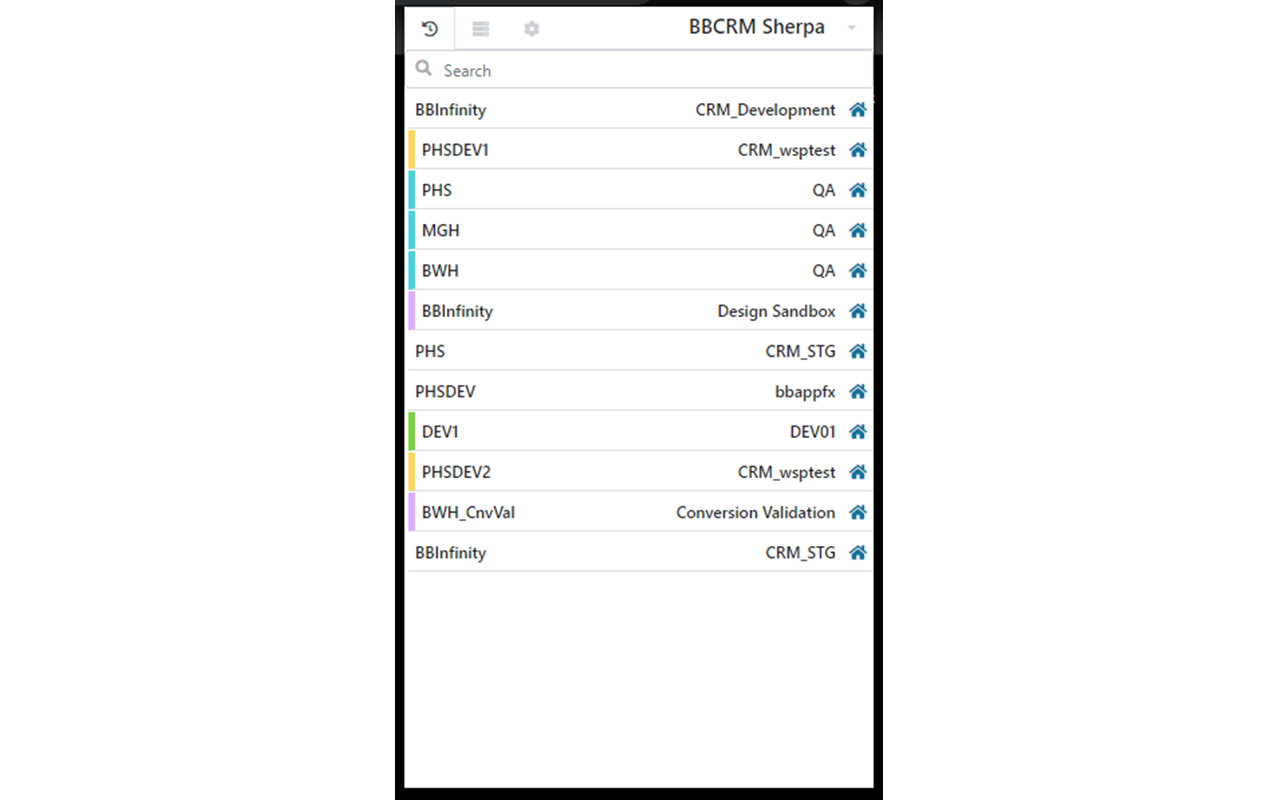 BBCRM Sherpa
Search
BBInfinity CRM_Development
PHSDEV1 CRM_wsptest
PHS QA
MGH QA
BWH QA
BBInfinity Design Sandbox
PHS CRM_STG
PHSDEV bbappfx
DEV1 DEV01
PHSDEV2 CRM_wsptest
BWH_CnvVal Conversion Validation
BBInfinity CRM_STG